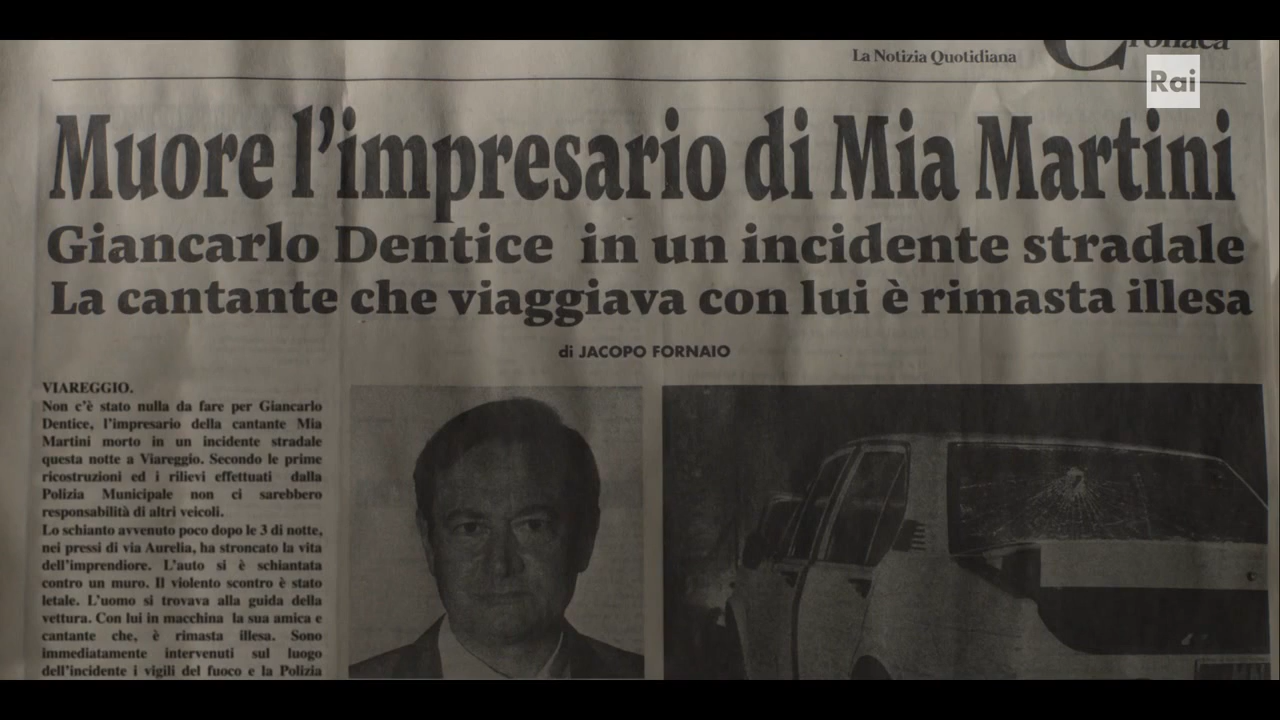 La Notizia Quotidiana
Cronaca
Rai
Muore l'impresario di Mia Martini
Giancarlo Dentice in un incidente stradale
La cantante che viaggiava con lui è rimasta illesa
di JACOPO FORNAIO
VIAREGGIO.
Non c'è stato nulla da fare per Giancarlo
Dentice, l'impresario della cantante Mia
Martini morto in un incidente stradale
questa notte a Viareggio. Secondo le prime
ricostruzioni ed i rilievi effettuati dalla
Polizia Municipale non ci sarebbero
responsabilità di altri veicoli.
Lo schianto avvenuto poco dopo le 3 di notte,
nei pressi di via Aurelia, ha stroncato la vita
dell'imprendiore. L'auto si è schiantata
contro un muro. Il violento scontro è stato
letale. L'uomo si trovava alla guida della
vettura. Con lui in macchina la sua amica e
cantante che, è rimasta illesa. Sono
immediatamente intervenuti sul luogo
dell'incidente i vigili del fuoco e la Polizia